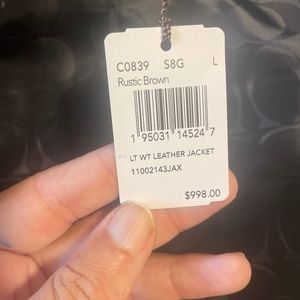 C0839 S8G L
Rustic Brown
1 95031 14524 7
LT WT LEATHER JACKET
11002143JAX
$998.00